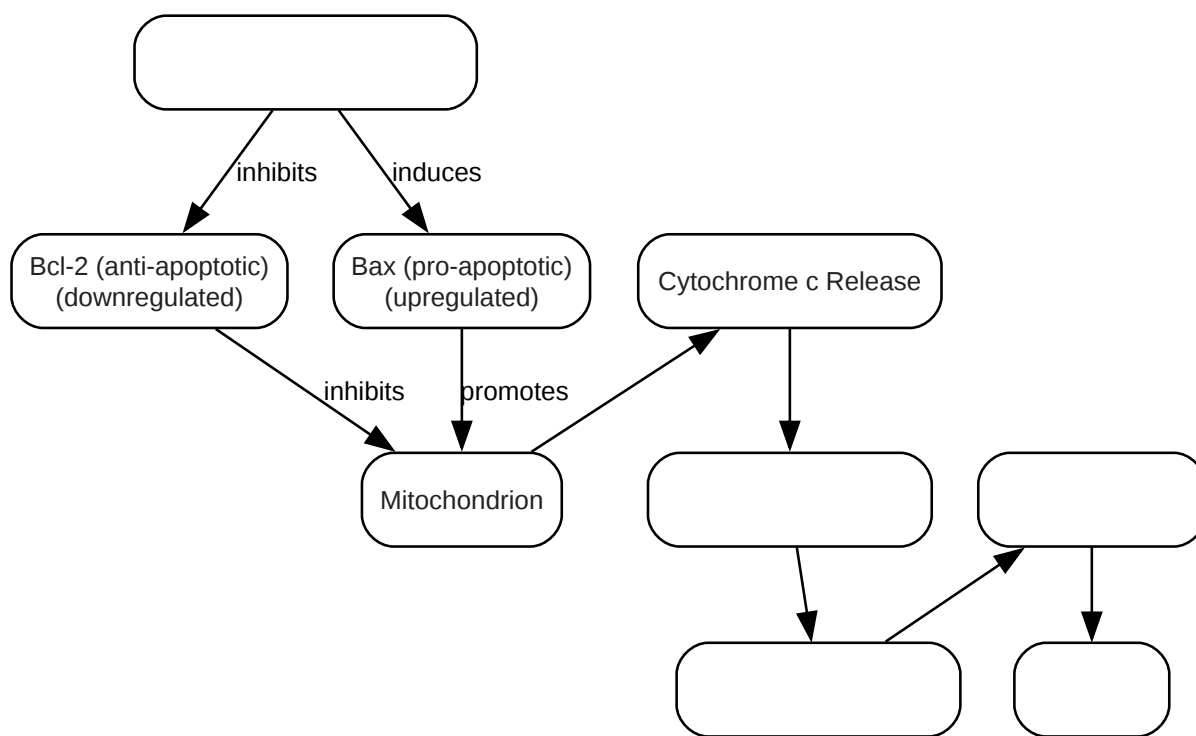 inhibits
induces
Bcl-2 (anti-apoptotic)
(downregulated)
Bax (pro-apoptotic)
(upregulated)
Cytochrome c Release
inhibits
promotes
Mitochondrion